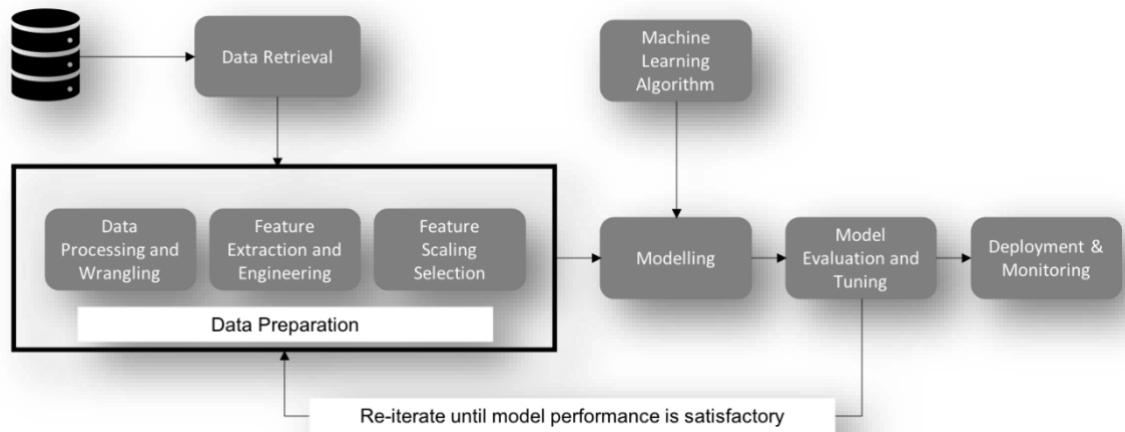 Data Retrieval
Machine
Learning
Algorithm
Data
Processing and
Wrangling
Feature
Extraction and
Engineering
Feature
Scaling
Selection
Data Preparation
Modelling
Model
Evaluation and
Tuning
Deployment &
Monitoring
Re-iterate until model performance is satisfactory